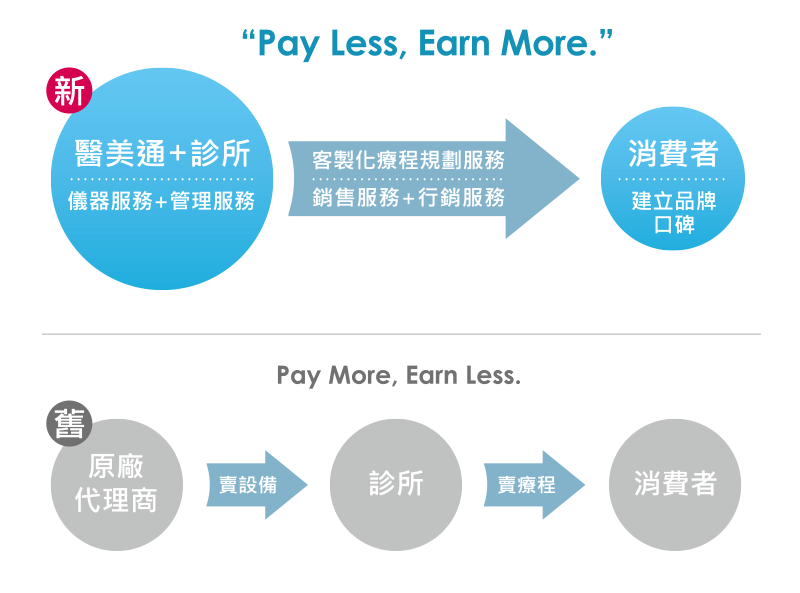 “Pay Less, Earn More.”
新
醫美通+診所
儀器服務+管理服務
客製化療程規劃服務
銷售服務+行銷服務
消費者
建立品牌
口碑
Pay More, Earn Less.
舊
原廠
代理商
賣設備
診所
賣療程
消費者